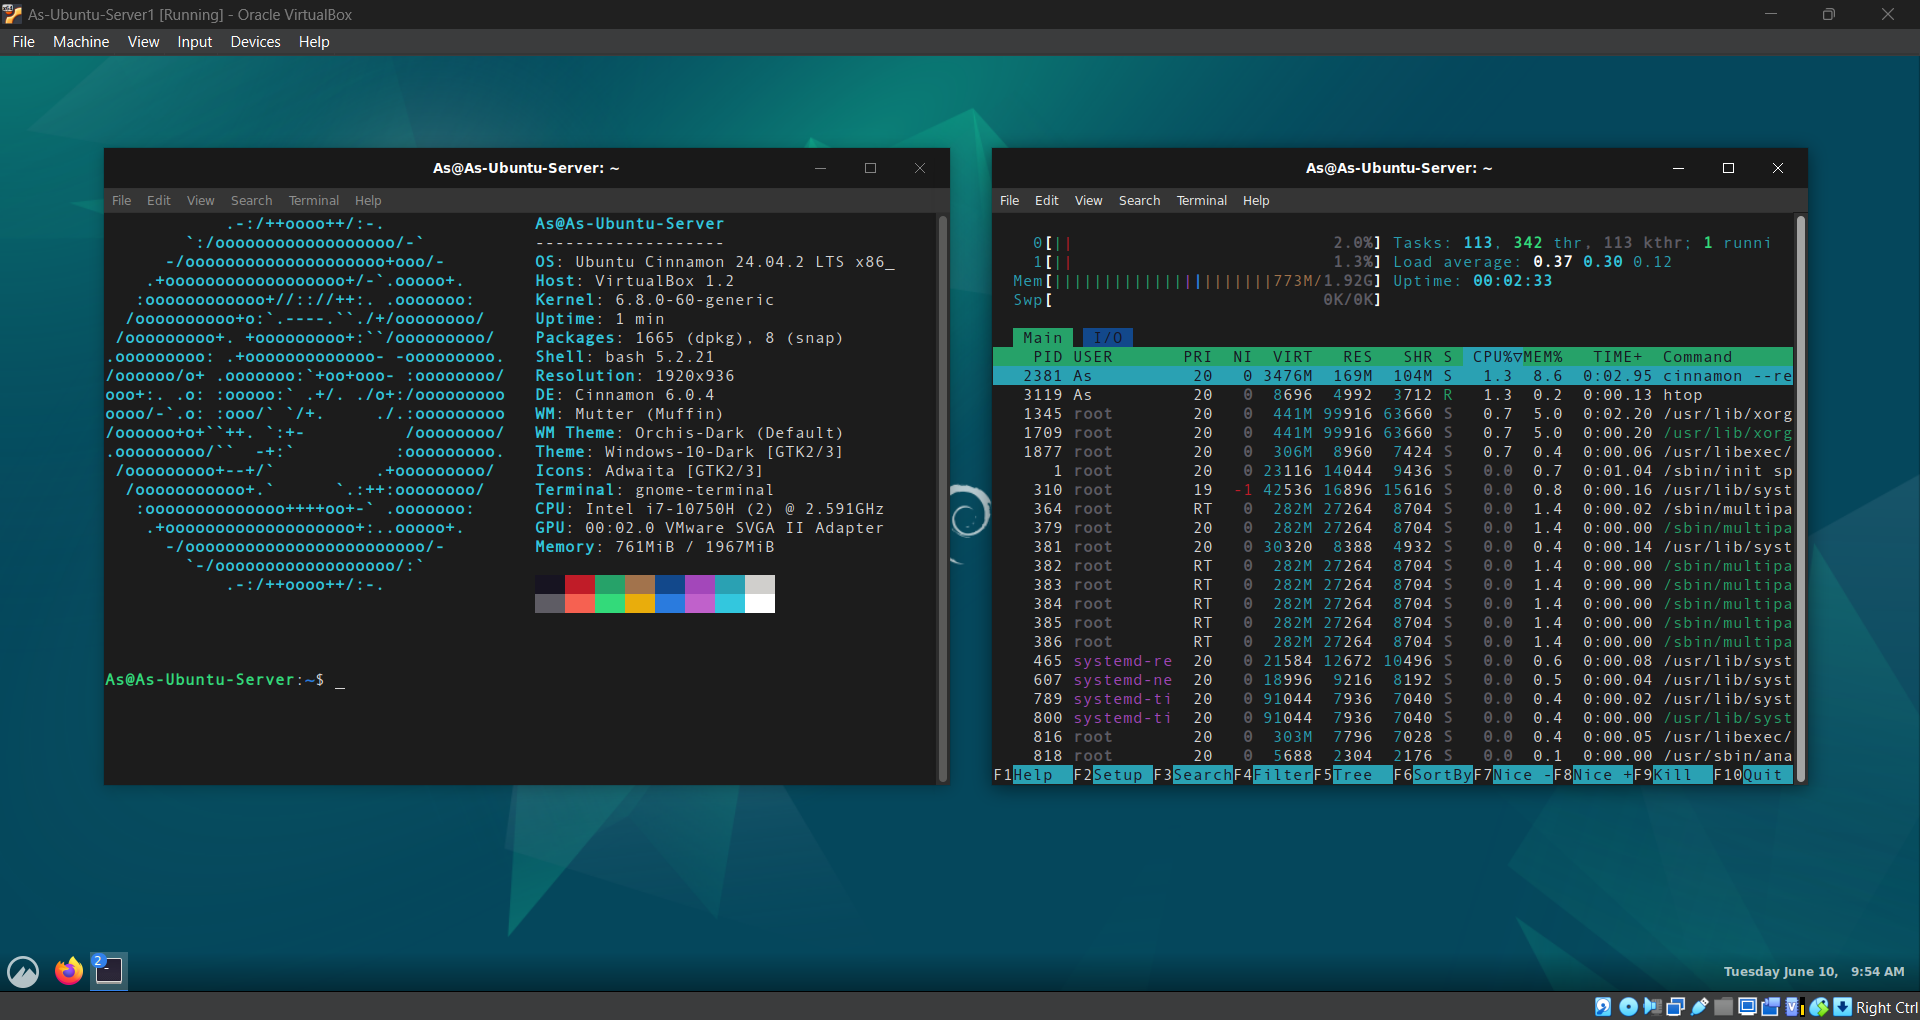 As-Ubuntu-Server1 [Running] - Oracle VirtualBox
File Machine View Input Devices Help
As@As-Ubuntu-Server: ~
File Edit View Search Terminal Help
As@As-Ubuntu-Server
-------------------
OS: Ubuntu Cinnamon 24.04.2 LTS x86_
Host: VirtualBox 1.2
Kernel: 6.8.0-60-generic
Uptime: 1 min
Packages: 1665 (dpkg), 8 (snap)
Shell: bash 5.2.21
Resolution: 1920x936
DE: Cinnamon 6.0.4
WM: Mutter (Muffin)
WM Theme: Orchis-Dark (Default)
Theme: Windows-10-Dark [GTK2/3]
Icons: Adwaita [GTK2/3]
Terminal: gnome-terminal
CPU: Intel i7-10750H (2) @ 2.591GHz
GPU: 00:02.0 VMware SVGA II Adapter
Memory: 761MiB / 1967MiB
As@As-Ubuntu-Server:~$ _
As@As-Ubuntu-Server: ~
File Edit View Search Terminal Help
0[|| 2.0%] Tasks: 113, 342 thr, 113 kthr; 1 runni
1[|| 1.3%] Load average: 0.37 0.30 0.12
Mem[||||||||||||||||||||||773M/1.92G] Uptime: 00:02:33
Swp[ 0K/0K]
Main I/O
PID USER PRI NI VIRT RES SHR S CPU%▽MEM% TIME+ Command
2381 As 20 0 3476M 169M 104M S 1.3 8.6 0:02.95 cinnamon --re
3119 As 20 0 8696 4992 3712 R 1.3 0.2 0:00.13 htop
1345 root 20 0 441M 99916 63660 S 0.7 5.0 0:02.20 /usr/lib/xorg
1709 root 20 0 441M 99916 63660 S 0.7 5.0 0:00.20 /usr/lib/xorg
1877 root 20 0 306M 8960 7424 S 0.7 0.4 0:00.06 /usr/libexec/
1 root 20 0 23116 14044 9436 S 0.0 0.7 0:01.04 /sbin/init sp
310 root 19 -1 42536 16896 15616 S 0.0 0.8 0:00.16 /usr/lib/syst
364 root RT 0 282M 27264 8704 S 0.0 1.4 0:00.02 /sbin/multipa
379 root 20 0 282M 27264 8704 S 0.0 1.4 0:00.00 /sbin/multipa
381 root 20 0 30320 8388 4932 S 0.0 0.4 0:00.14 /usr/lib/syst
382 root RT 0 282M 27264 8704 S 0.0 1.4 0:00.00 /sbin/multipa
383 root RT 0 282M 27264 8704 S 0.0 1.4 0:00.00 /sbin/multipa
384 root RT 0 282M 27264 8704 S 0.0 1.4 0:00.00 /sbin/multipa
385 root RT 0 282M 27264 8704 S 0.0 1.4 0:00.00 /sbin/multipa
386 root RT 0 282M 27264 8704 S 0.0 1.4 0:00.00 /sbin/multipa
465 systemd-re 20 0 21584 12672 10496 S 0.0 0.6 0:00.08 /usr/lib/syst
607 systemd-ne 20 0 18996 9216 8192 S 0.0 0.5 0:00.04 /usr/lib/syst
789 systemd-ti 20 0 91044 7936 7040 S 0.0 0.4 0:00.02 /usr/lib/syst
800 systemd-ti 20 0 91044 7936 7040 S 0.0 0.4 0:00.00 /usr/lib/syst
816 root 20 0 303M 7796 7028 S 0.0 0.4 0:00.05 /usr/libexec/
818 root 20 0 5688 2304 2176 S 0.0 0.1 0:00.00 /usr/sbin/ana
F1Help F2Setup F3SearchF4FilterF5Tree F6SortByF7Nice -F8Nice +F9Kill F10Quit
2
Tuesday June 10, 9:54 AM
Right Ctrl